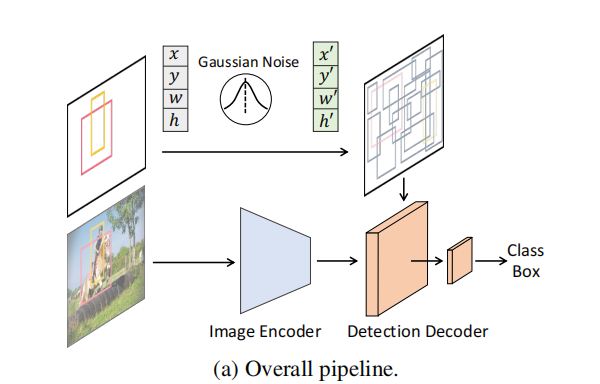 x
y
w
h
Gaussian Noise
x′
y′
w′
h′
Image Encoder
Detection Decoder
Class
Box
(a) Overall pipeline.